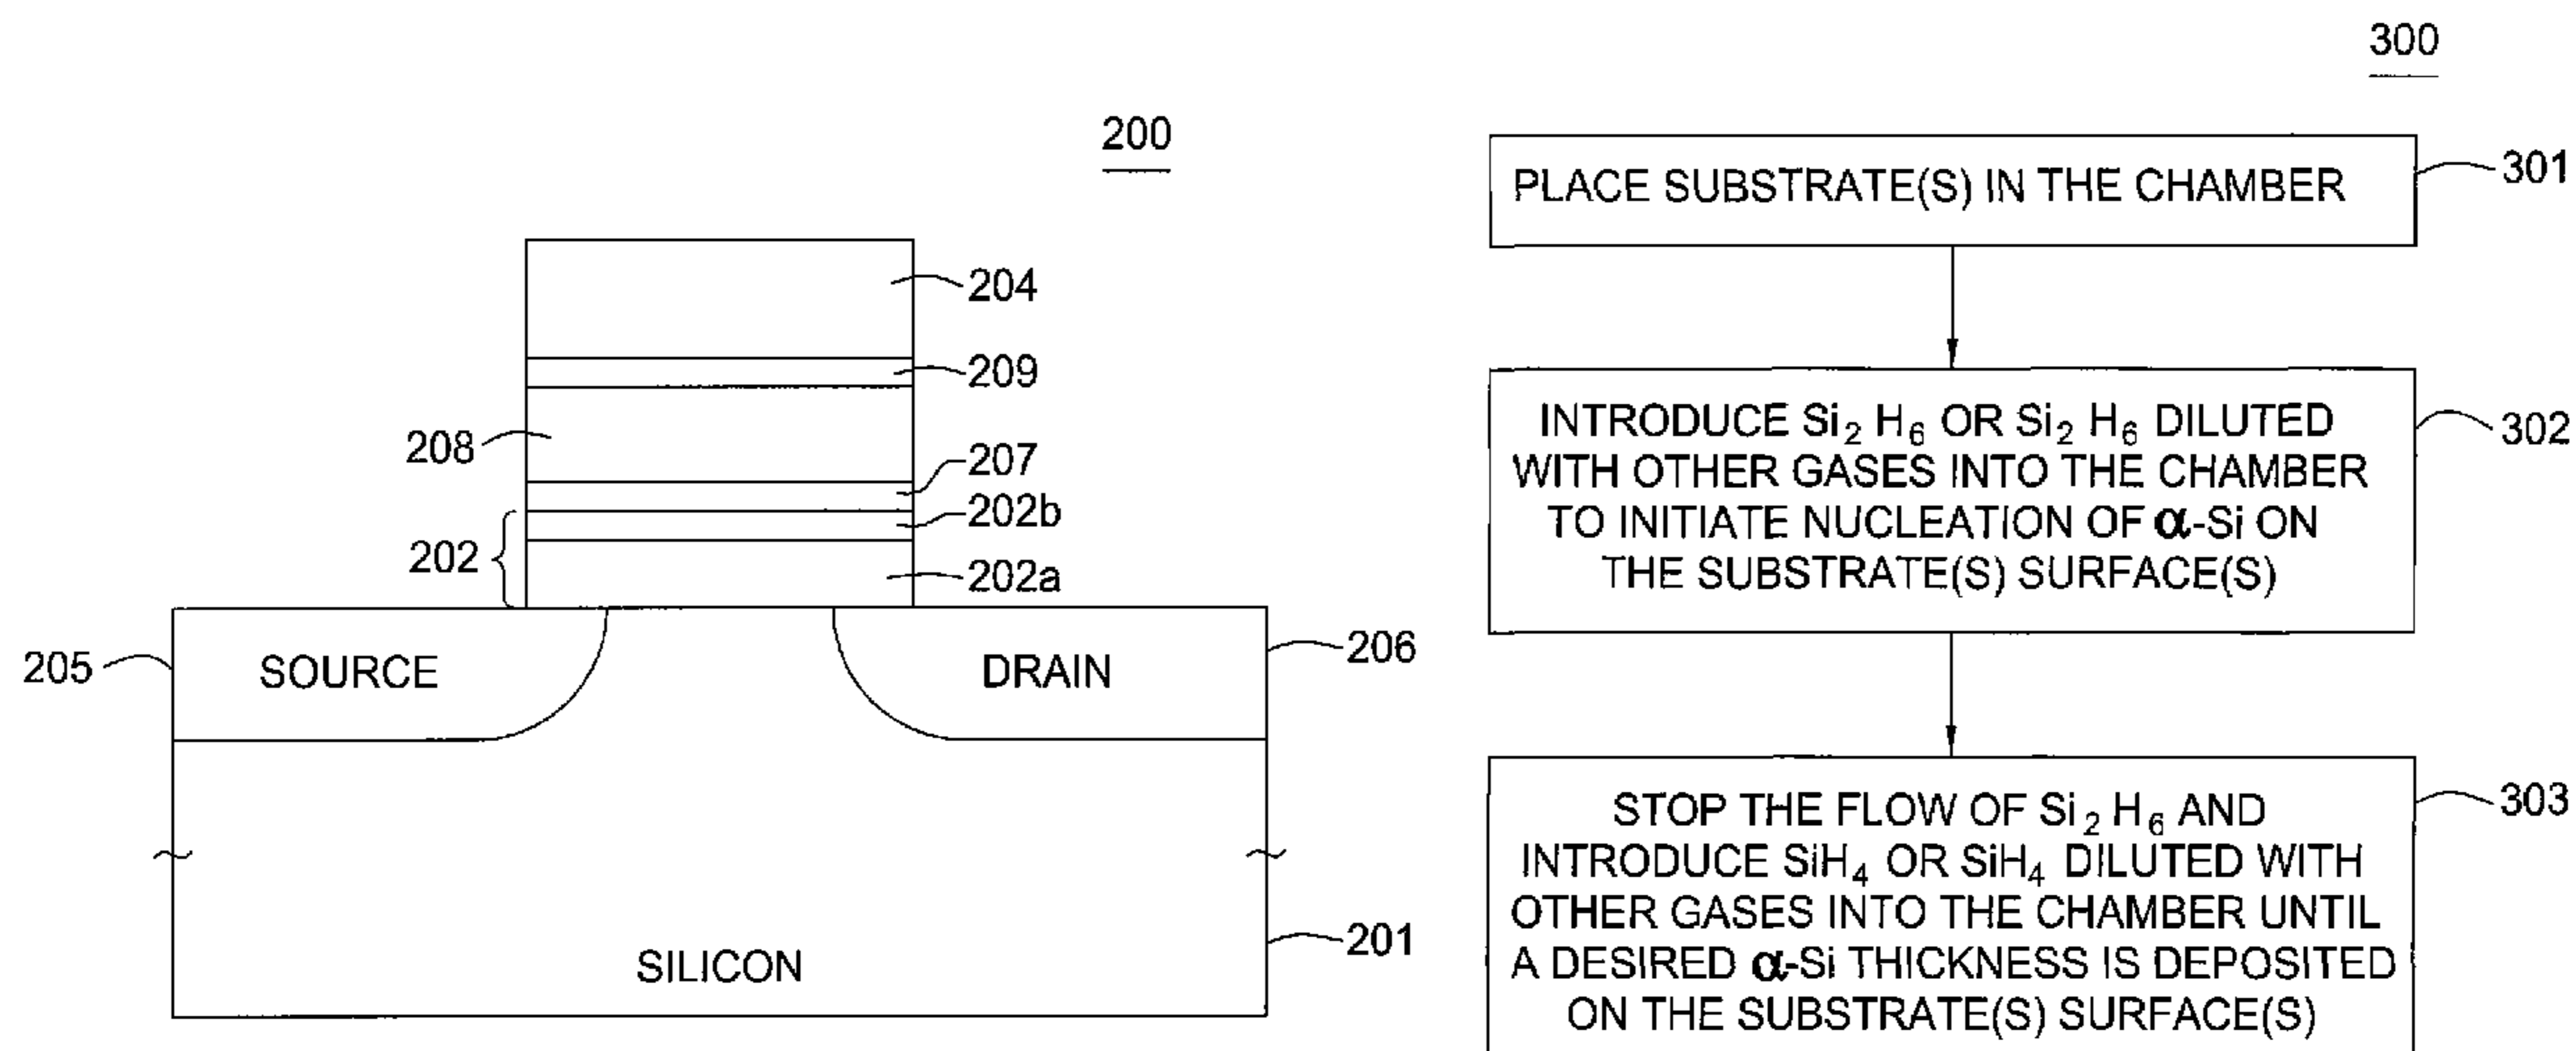 200
204
209
208
207
202b
202
202a
205
SOURCE
DRAIN
206
SILICON
201
300
PLACE SUBSTRATE(S) IN THE CHAMBER
301
INTRODUCE Si₂ H₆ OR Si₂ H₆ DILUTED
WITH OTHER GASES INTO THE CHAMBER
TO INITIATE NUCLEATION OF α-Si ON
THE SUBSTRATE(S) SURFACE(S)
302
STOP THE FLOW OF Si₂ H₆ AND
INTRODUCE SiH₄ OR SiH₄ DILUTED WITH
OTHER GASES INTO THE CHAMBER UNTIL
A DESIRED α-Si THICKNESS IS DEPOSITED
ON THE SUBSTRATE(S) SURFACE(S)
303